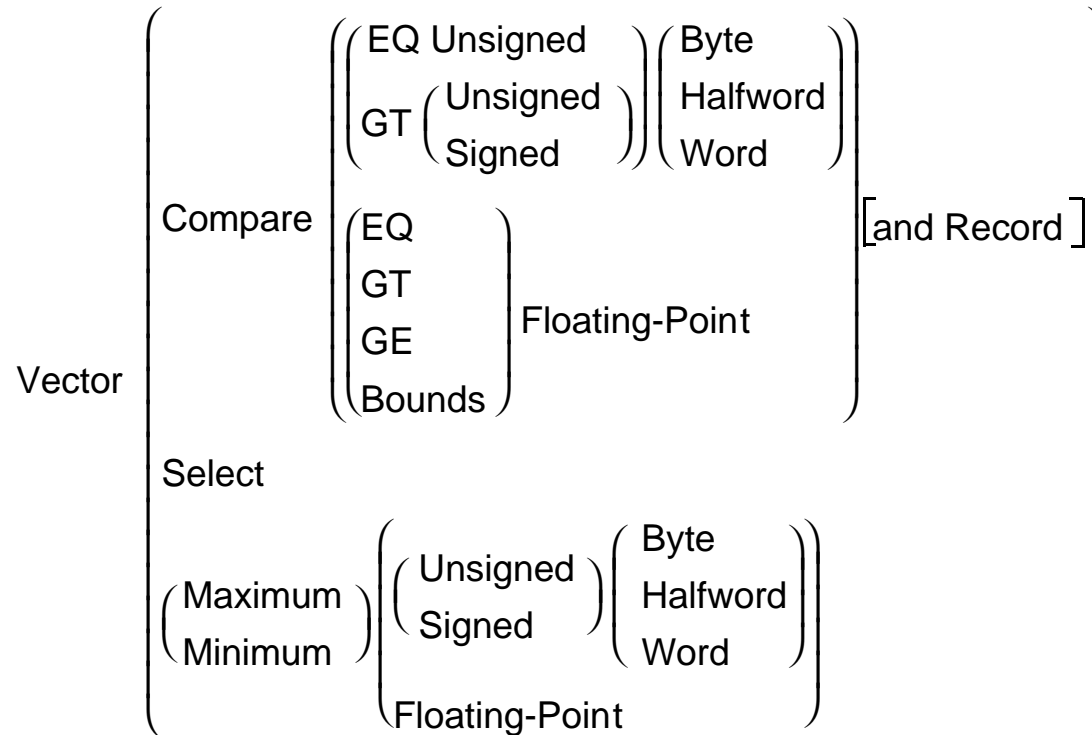 EQ Unsigned Byte
Unsigned Halfword
GT
Signed Word
Compare EQ [and Record ]
GT
Floating-Point
GE
Vector
Bounds
Select
Byte
Unsigned
Maximum Halfword
Signed
Minimum Word
Floating-Point